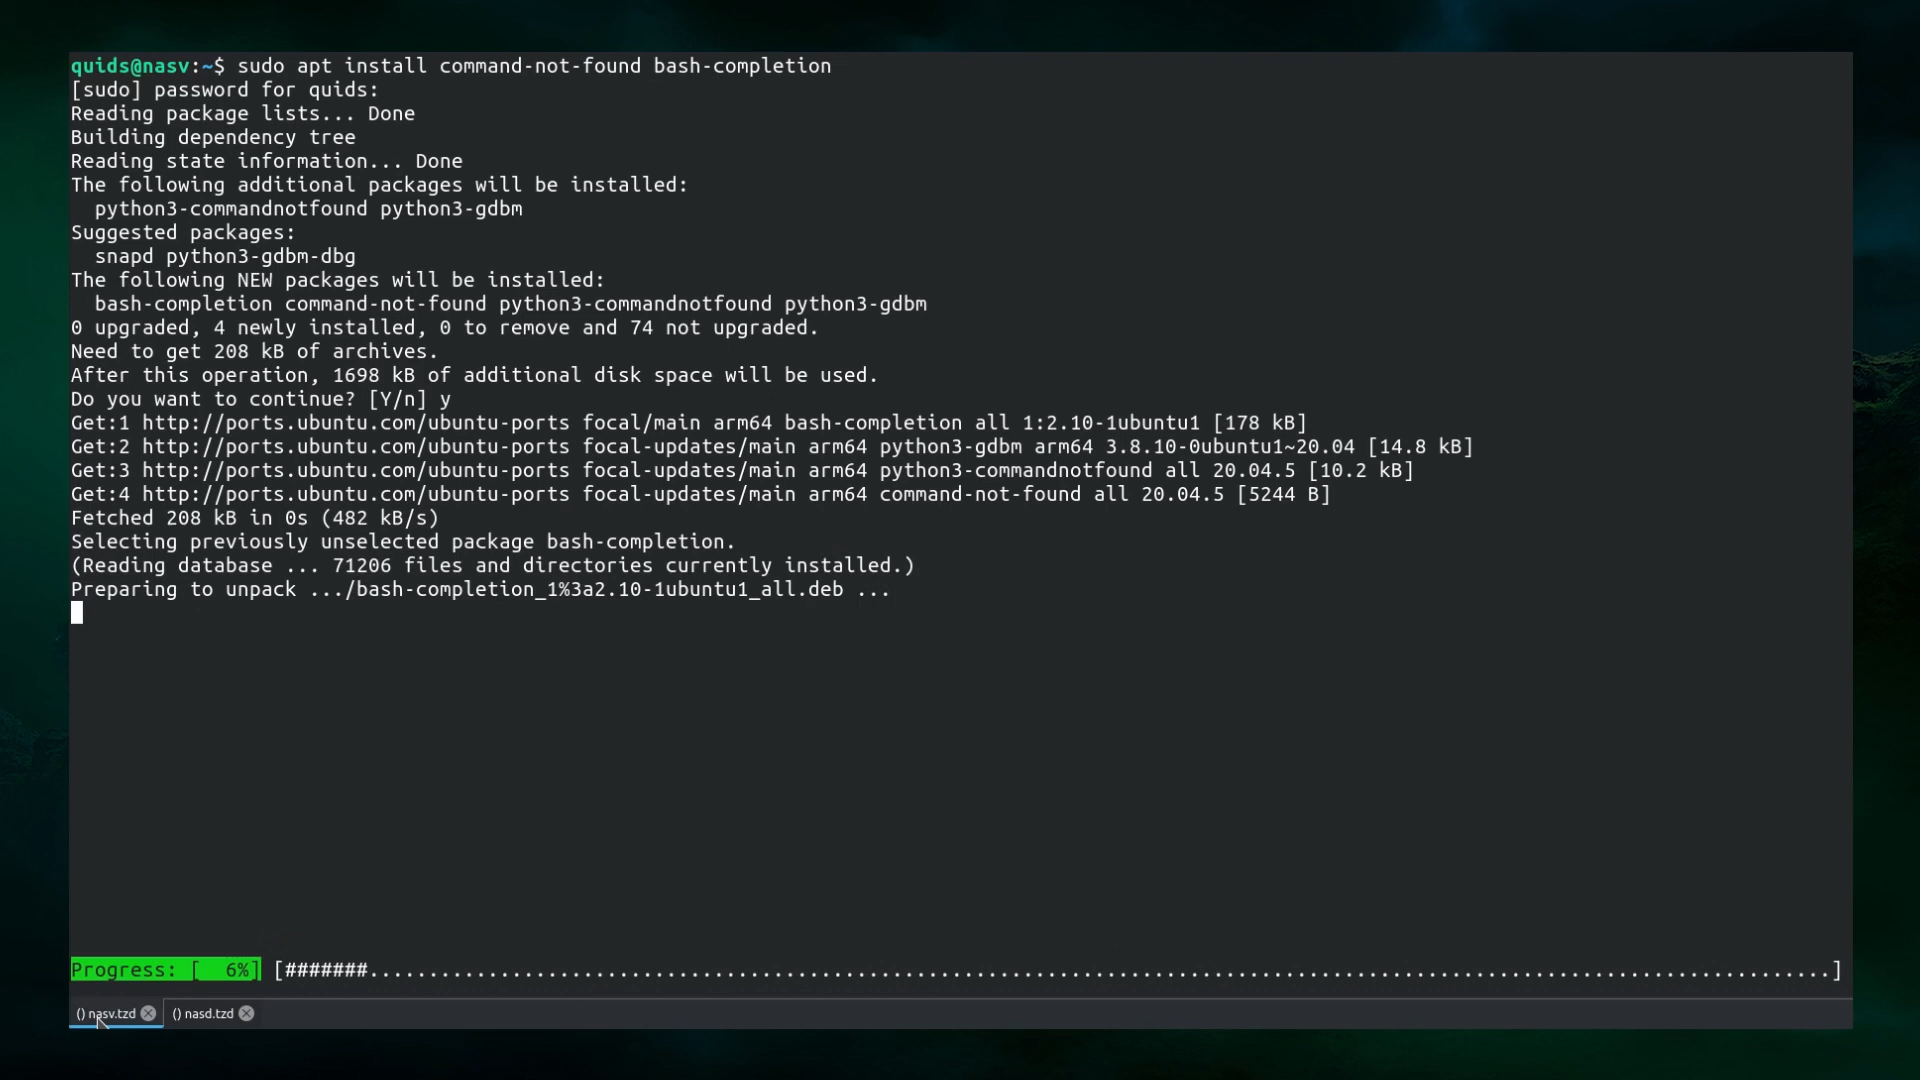 quids@nasv:~$ sudo apt install command-not-found bash-completion
[sudo] password for quids:
Reading package lists... Done
Building dependency tree
Reading state information... Done
The following additional packages will be installed:
  python3-commandnotfound python3-gdbm
Suggested packages:
  snapd python3-gdbm-dbg
The following NEW packages will be installed:
  bash-completion command-not-found python3-commandnotfound python3-gdbm
0 upgraded, 4 newly installed, 0 to remove and 74 not upgraded.
Need to get 208 kB of archives.
After this operation, 1698 kB of additional disk space will be used.
Do you want to continue? [Y/n] y
Get:1 http://ports.ubuntu.com/ubuntu-ports focal/main arm64 bash-completion all 1:2.10-1ubuntu1 [178 kB]
Get:2 http://ports.ubuntu.com/ubuntu-ports focal-updates/main arm64 python3-gdbm arm64 3.8.10-0ubuntu1~20.04 [14.8 kB]
Get:3 http://ports.ubuntu.com/ubuntu-ports focal-updates/main arm64 python3-commandnotfound all 20.04.5 [10.2 kB]
Get:4 http://ports.ubuntu.com/ubuntu-ports focal-updates/main arm64 command-not-found all 20.04.5 [5244 B]
Fetched 208 kB in 0s (482 kB/s)
Selecting previously unselected package bash-completion.
(Reading database ... 71206 files and directories currently installed.)
Preparing to unpack .../bash-completion_1%3a2.10-1ubuntu1_all.deb ...
Progress: [  6%] [#######...........................................................................................................................]
() nasv.tzd () nasd.tzd